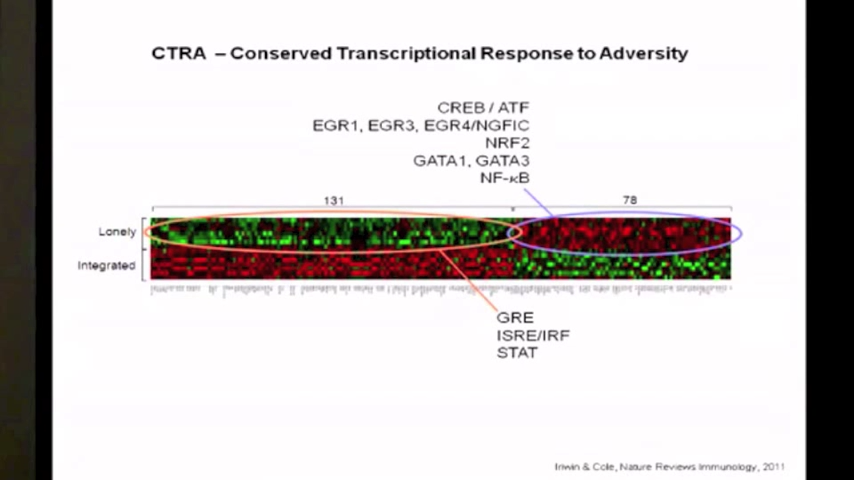 CTRA – Conserved Transcriptional Response to Adversity
CREB / ATF
EGR1, EGR3, EGR4/NGFIC
NRF2
GATA1, GATA3
NF-κB
131
78
Lonely
Integrated
GRE
ISRE/IRF
STAT
Irwin & Cole, Nature Reviews Immunology, 2011